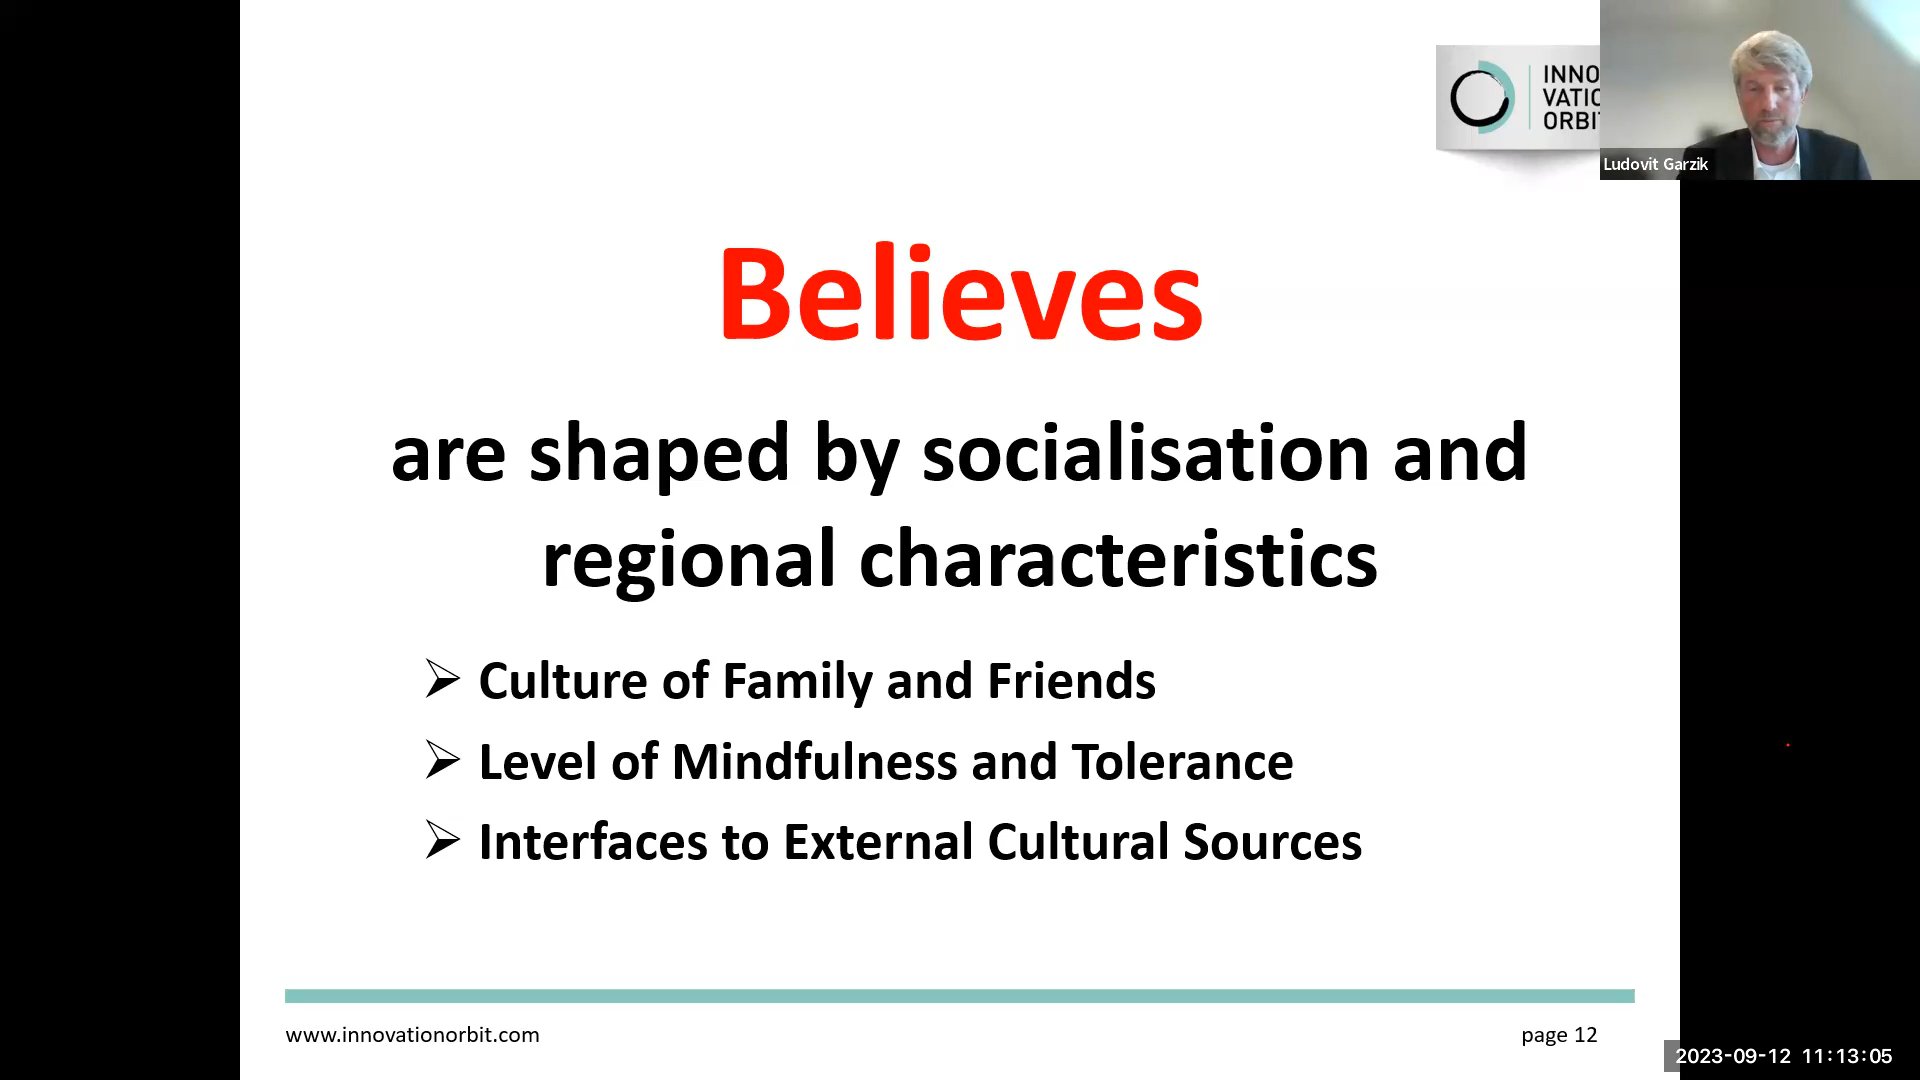 INNO
VATIO
ORBIT
Ludovit Garzik
Believes
are shaped by socialisation and
regional characteristics
Culture of Family and Friends
Level of Mindfulness and Tolerance
Interfaces to External Cultural Sources
www.innovationorbit.com
page 12
2023-09-12 11:13:05